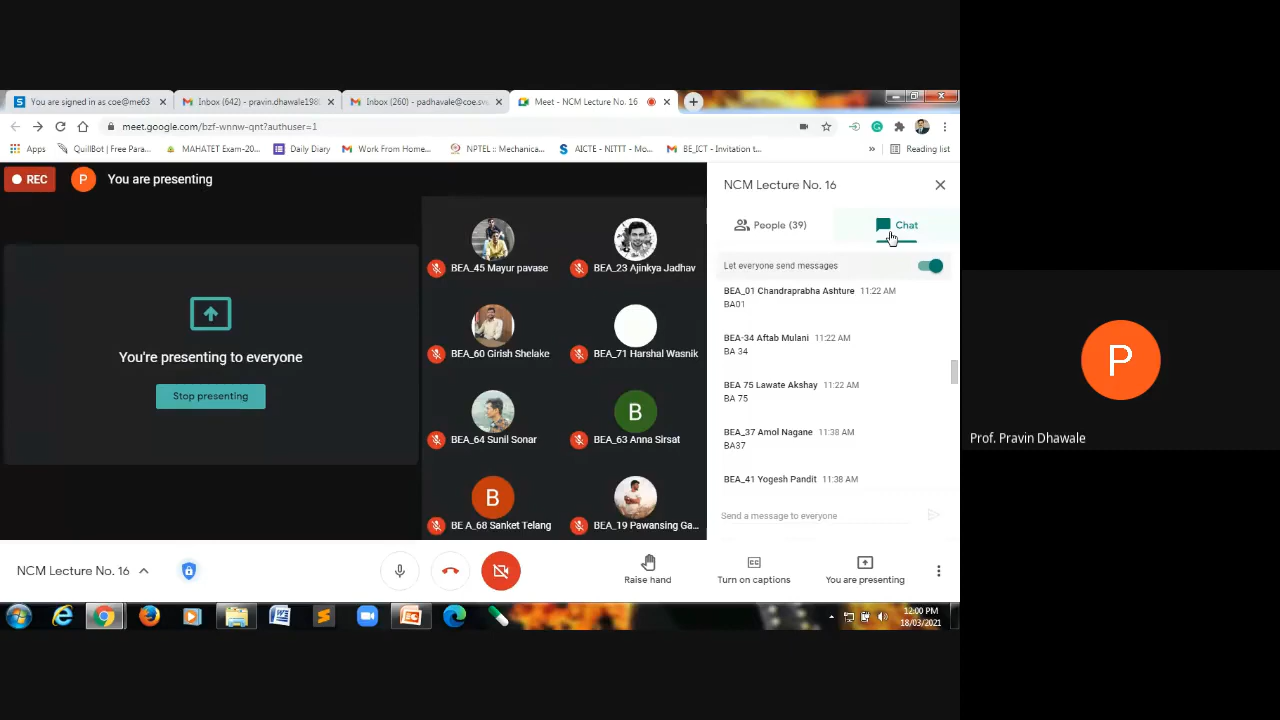 You are signed in as coe@me63
Inbox (642) - pravin.dhawale198
Inbox (260) - padhavale@coe.sv
Meet - NCM Lecture No. 16
meet.google.com/bzf-wnnw-qnt?authuser=1
Apps
QuillBot | Free Para...
MAHATET Exam-20...
Daily Diary
Work From Home...
NPTEL :: Mechanica...
AICTE - NITTT - Mo...
BE_ICT - Invitation t...
»
Reading list
REC
P
You are presenting
You're presenting to everyone
Stop presenting
BEA_45 Mayur pavase
BEA_23 Ajinkya Jadhav
BEA_60 Girish Shelake
BEA_71 Harshal Wasnik
BEA_64 Sunil Sonar
B
BEA_63 Anna Sirsat
B
BE A_68 Sanket Telang
BEA_19 Pawansing Ga...
NCM Lecture No. 16
People (39)
Chat
Let everyone send messages
BEA_01 Chandraprabha Ashture 11:22 AM
BA01
BEA-34 Aftab Mulani 11:22 AM
BA 34
BEA 75 Lawate Akshay 11:22 AM
BA 75
BEA_37 Amol Nagane 11:38 AM
BA37
BEA_41 Yogesh Pandit 11:38 AM
Send a message to everyone
NCM Lecture No. 16
Raise hand
Turn on captions
You are presenting
12:00 PM
18/03/2021
P
Prof. Pravin Dhawale